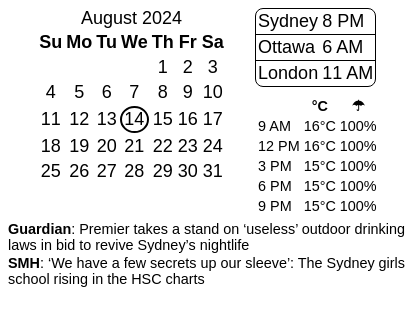 August 2024
Su Mo Tu We Th Fr Sa
1 2 3
4 5 6 7 8 9 10
11 12 13 14 15 16 17
18 19 20 21 22 23 24
25 26 27 28 29 30 31
Sydney 8 PM
Ottawa 6 AM
London 11 AM
°C ☂
9 AM 16°C 100%
12 PM 16°C 100%
3 PM 15°C 100%
6 PM 15°C 100%
9 PM 15°C 100%
Guardian: Premier takes a stand on ‘useless’ outdoor drinking
laws in bid to revive Sydney’s nightlife
SMH: ‘We have a few secrets up our sleeve’: The Sydney girls
school rising in the HSC charts